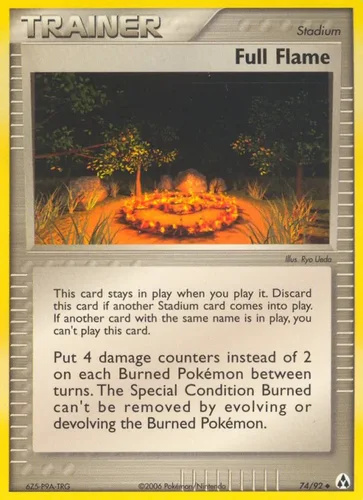 TRAINER
Stadium
Full Flame
Illus. Ryo Ueda
This card stays in play when you play it. Discard
this card if another Stadium card comes into play.
If another card with the same name is in play, you
can't play this card.
Put 4 damage counters instead of 2
on each Burned Pokémon between
turns. The Special Condition Burned
can't be removed by evolving or
devolving the Burned Pokémon.
6Z5-P9A-TRG
©2006 Pokémon/Nintendo
74/92